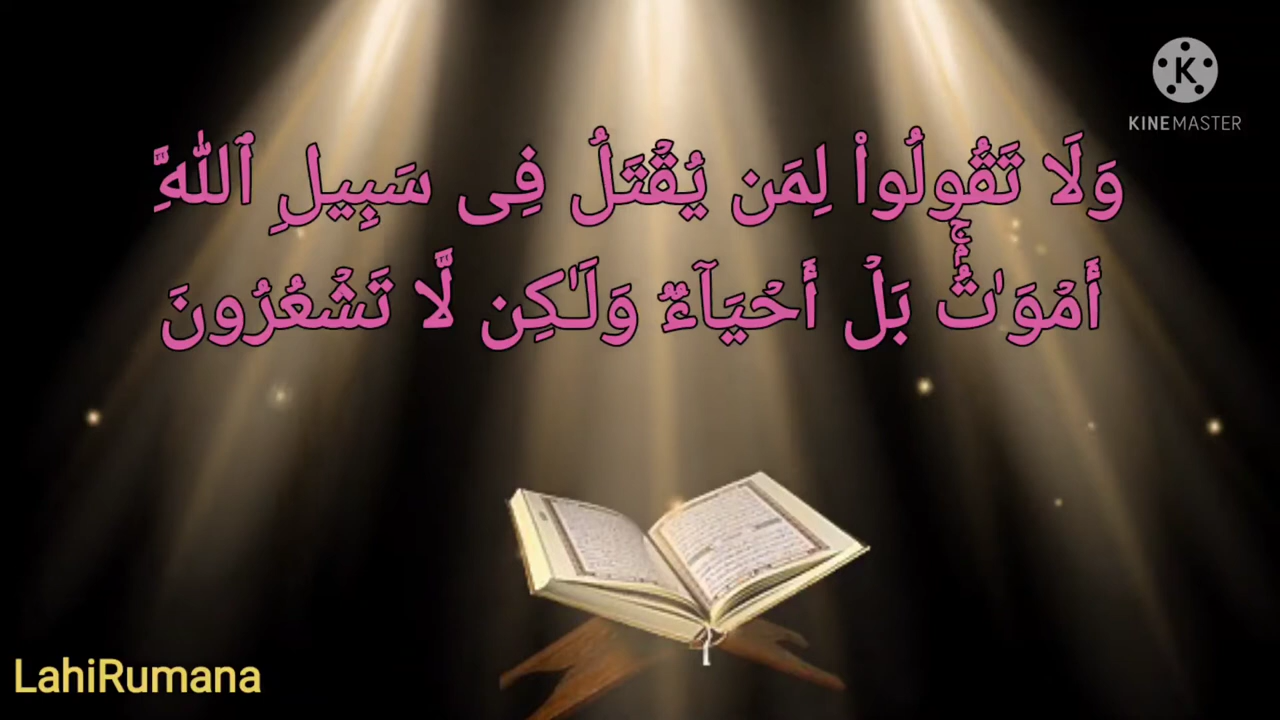 KINEMASTER
وَلَا تَقُولُوا۟ لِمَن يُقْتَلُ فِى سَبِيلِ ٱللَّهِ
أَمْوَٰتٌۢ ۚ بَلْ أَحْيَآءٌ وَلَـٰكِن لَّا تَشْعُرُونَ
LahiRumana